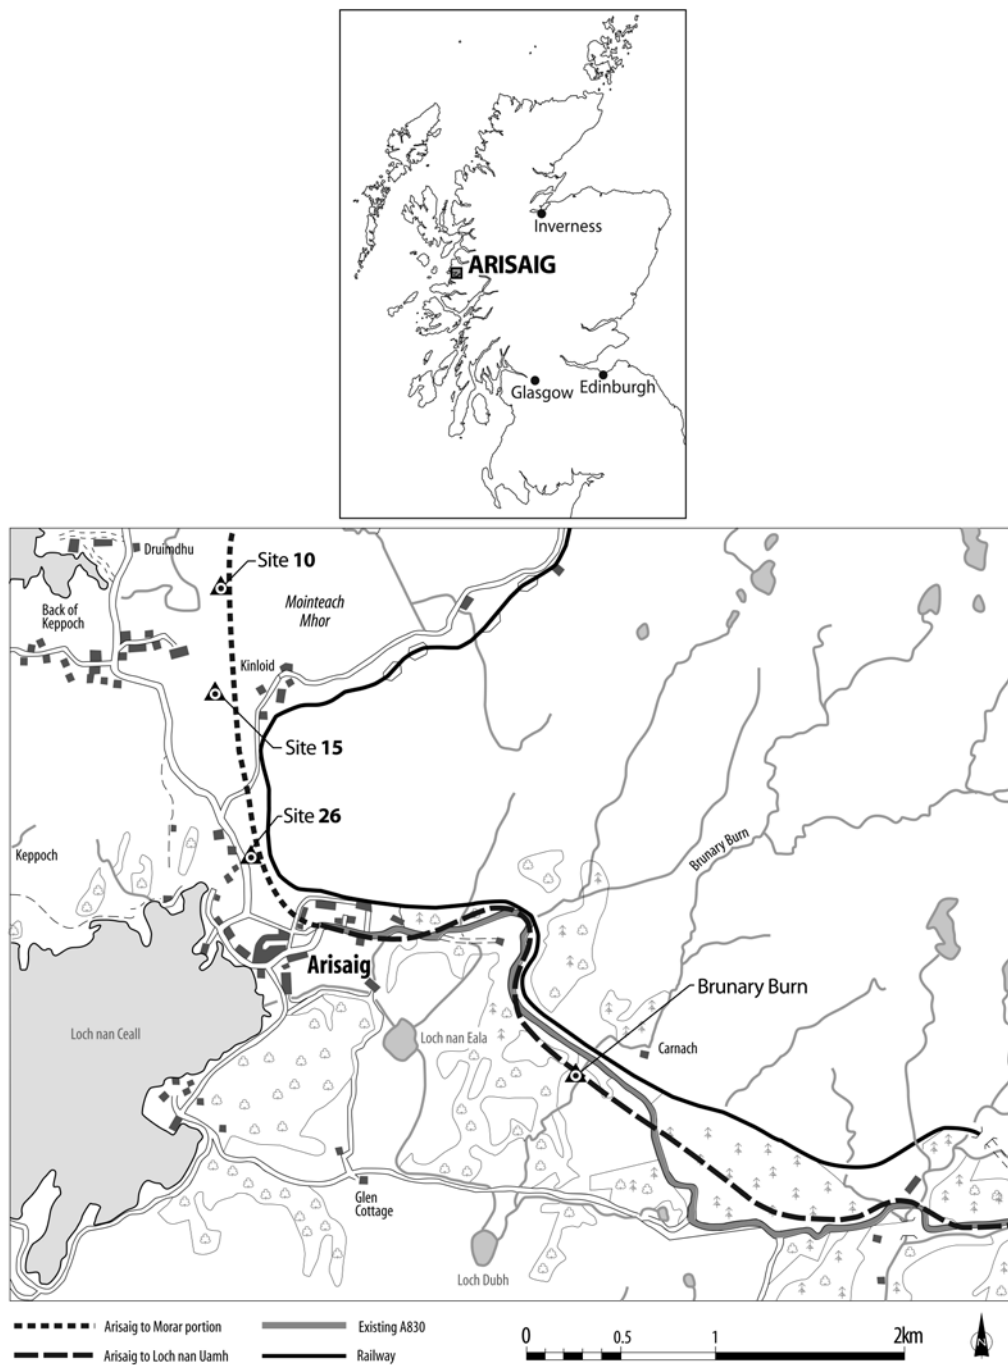 Inverness
ARISAIG
Glasgow
Edinburgh
Druimdhu
Site 10
Back of
Keppoch
Mointeach
Mhor
Kinloid
Site 15
Site 26
Keppoch
Brunary Burn
Arisaig
Brunary Burn
Loch nan Ceall
Loch nan Eala
Carnach
Glen
Cottage
Loch Dubh
Arisaig to Morar portion
Existing A830
0
0.5
1
2km
N
Arisaig to Loch nan Uamh
Railway